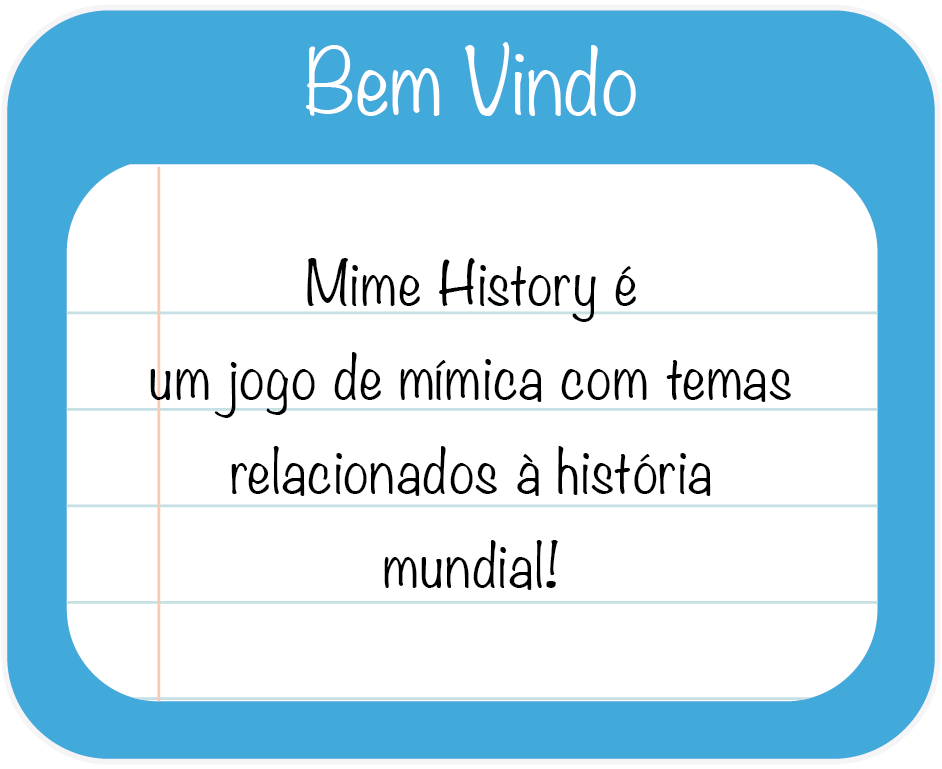 Bem Vindo
Mime History é
um jogo de mímica com temas
relacionados à história
mundial!